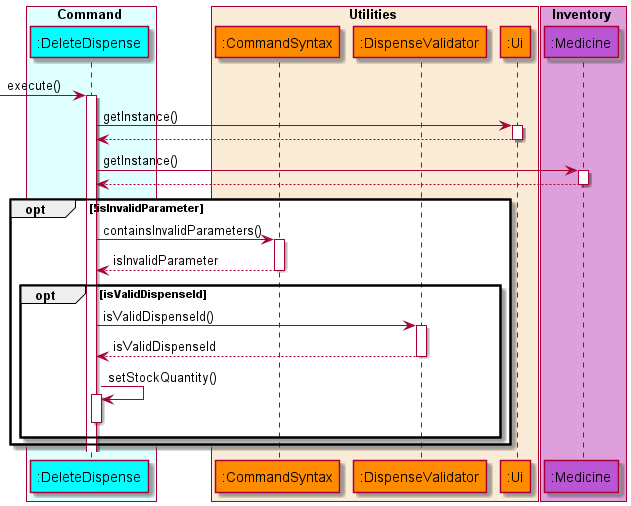 Command Utilities Inventory
:DeleteDispense :CommandSyntax :DispenseValidator :Ui :Medicine
execute()
getInstance()
getInstance()
opt [!isInvalidParameter]
containsInvalidParameters()
isInvalidParameter
opt [isValidDispenseId]
isValidDispenseId()
isValidDispenseId
setStockQuantity()
:DeleteDispense :CommandSyntax :DispenseValidator :Ui :Medicine